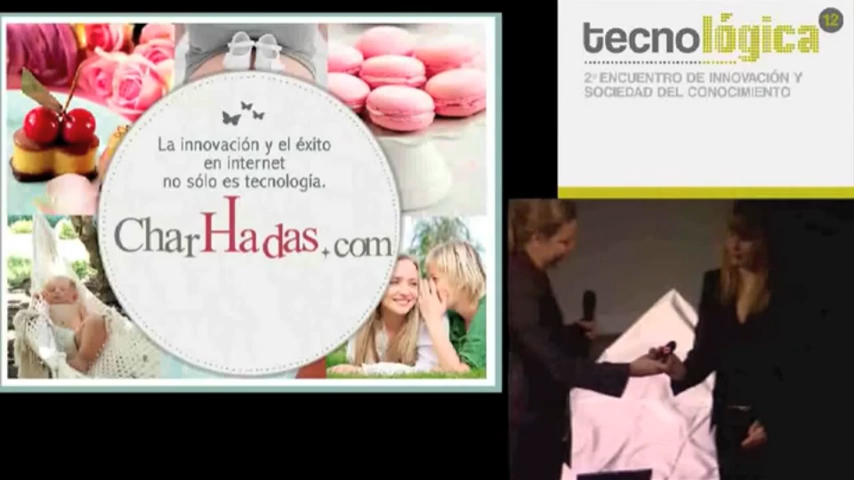 La innovación y el éxito
en internet
no sólo es tecnología.
CharHadas.com
tecnológica 12
2º ENCUENTRO DE INNOVACIÓN Y
SOCIEDAD DEL CONOCIMIENTO